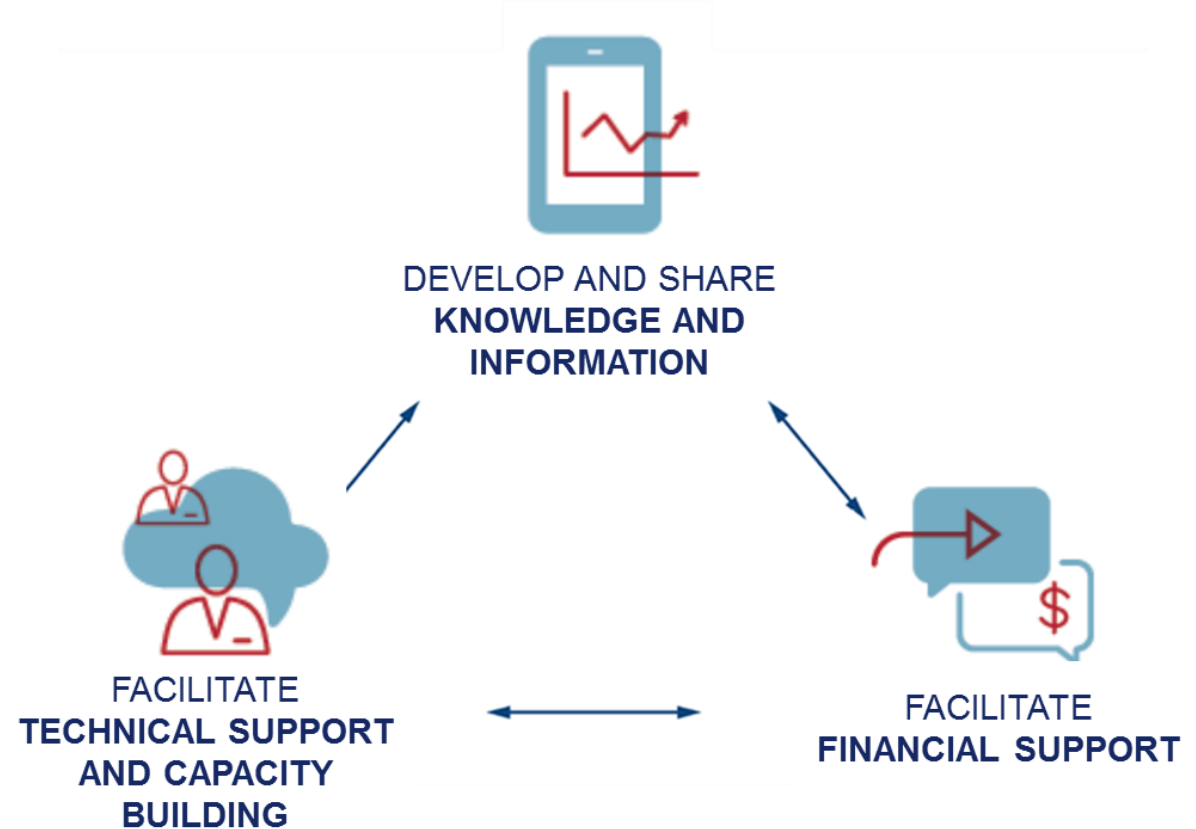 DEVELOP AND SHARE
KNOWLEDGE AND
INFORMATION
FACILITATE
TECHNICAL SUPPORT
AND CAPACITY
BUILDING
$
FACILITATE
FINANCIAL SUPPORT